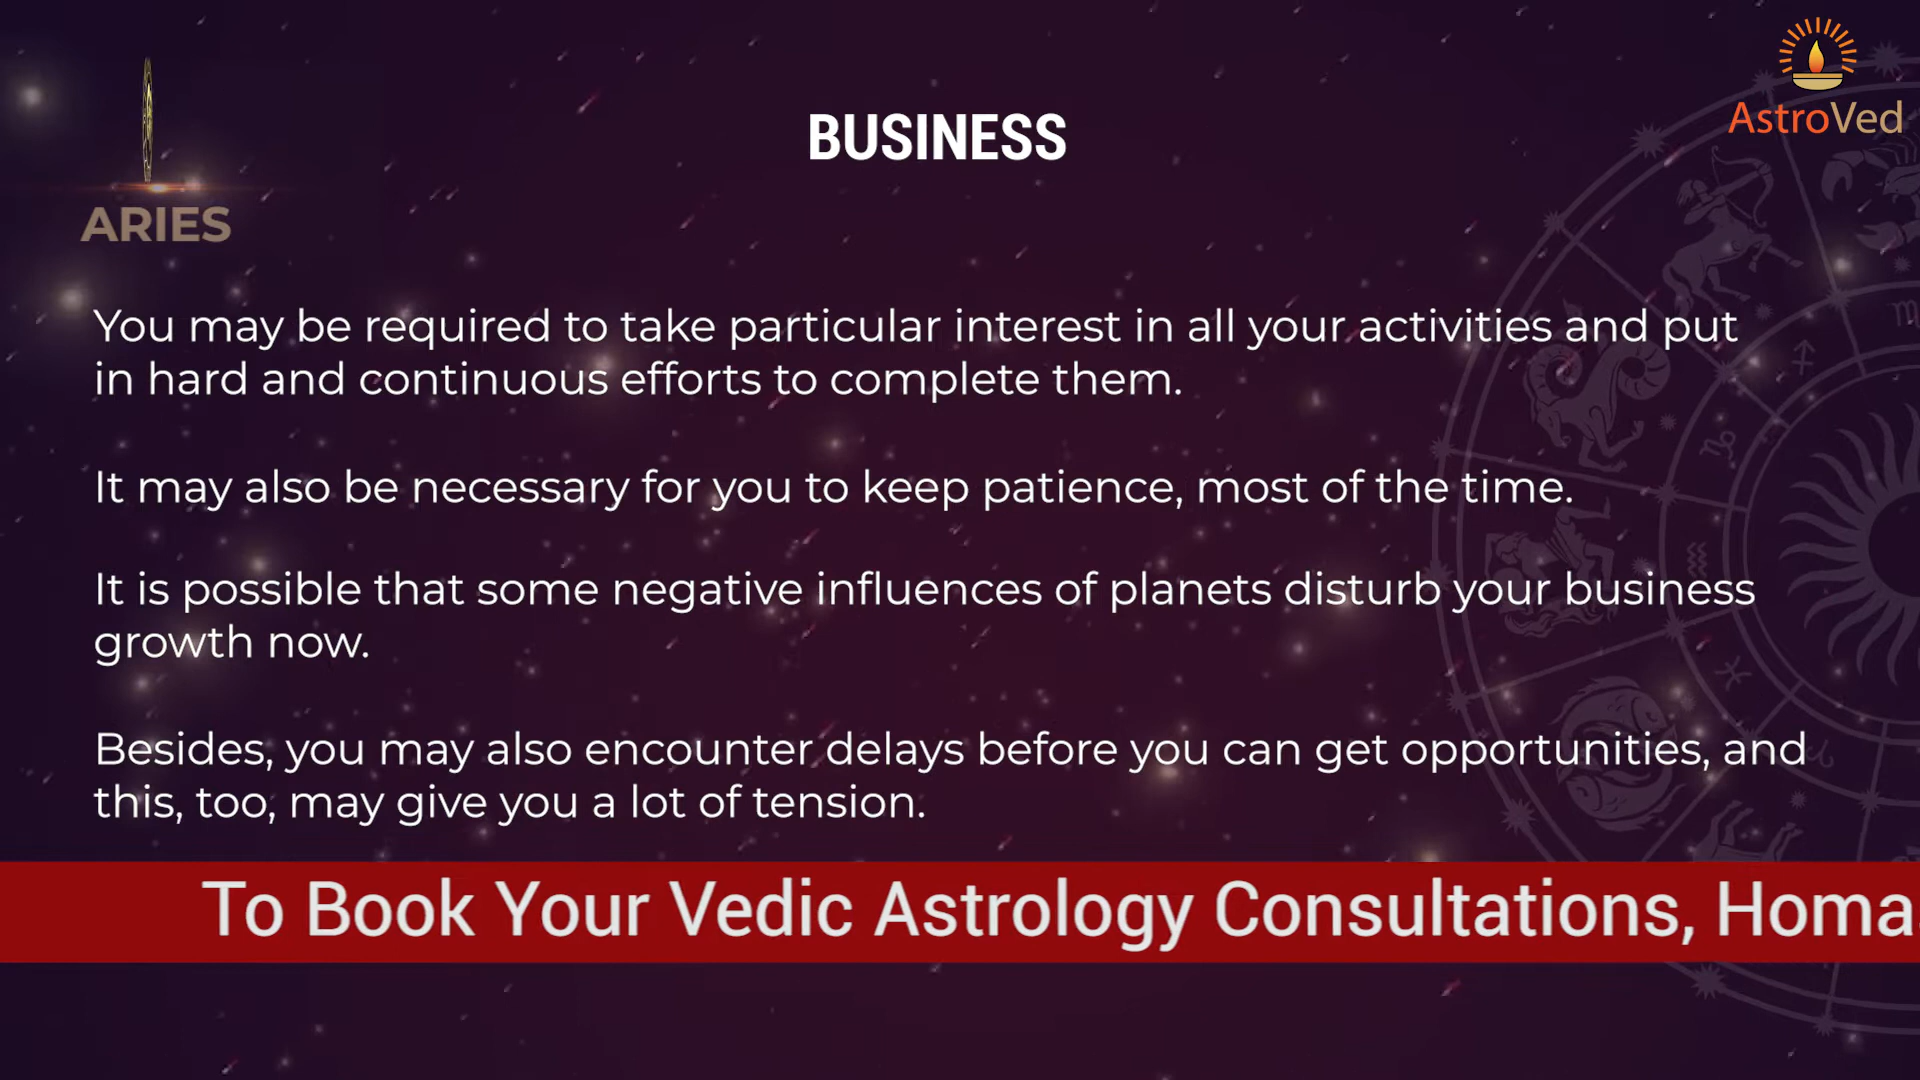 AstroVed
BUSINESS
ARIES
You may be required to take particular interest in all your activities and put
in hard and continuous efforts to complete them.
It may also be necessary for you to keep patience, most of the time.
It is possible that some negative influences of planets disturb your business
growth now.
Besides, you may also encounter delays before you can get opportunities, and
this, too, may give you a lot of tension.
To Book Your Vedic Astrology Consultations, Homa